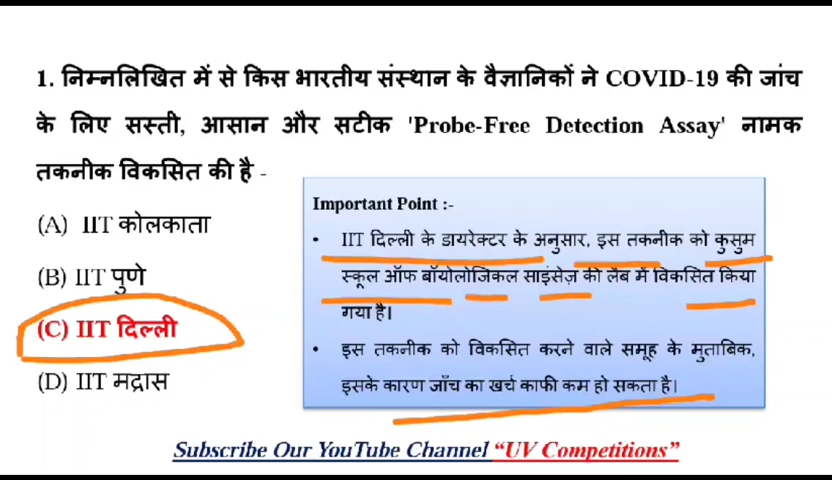 1. निम्नलिखित में से किस भारतीय संस्थान के वैज्ञानिकों ने COVID-19 की जांच
के लिए सस्ती, आसान और सटीक 'Probe-Free Detection Assay' नामक
तकनीक विकसित की है -
(A) IIT कोलकाता
(B) IIT पुणे
(C) IIT दिल्ली
(D) IIT मद्रास
Important Point :-
• IIT दिल्ली के डायरेक्टर के अनुसार, इस तकनीक को कुसुम
स्कूल ऑफ बॉयोलोजिकल साइंसेज़ की लैब में विकसित किया
गया है।
• इस तकनीक को विकसित करने वाले समूह के मुताबिक,
इसके कारण जाँच का खर्च काफी कम हो सकता है।
Subscribe Our YouTube Channel “UV Competitions”